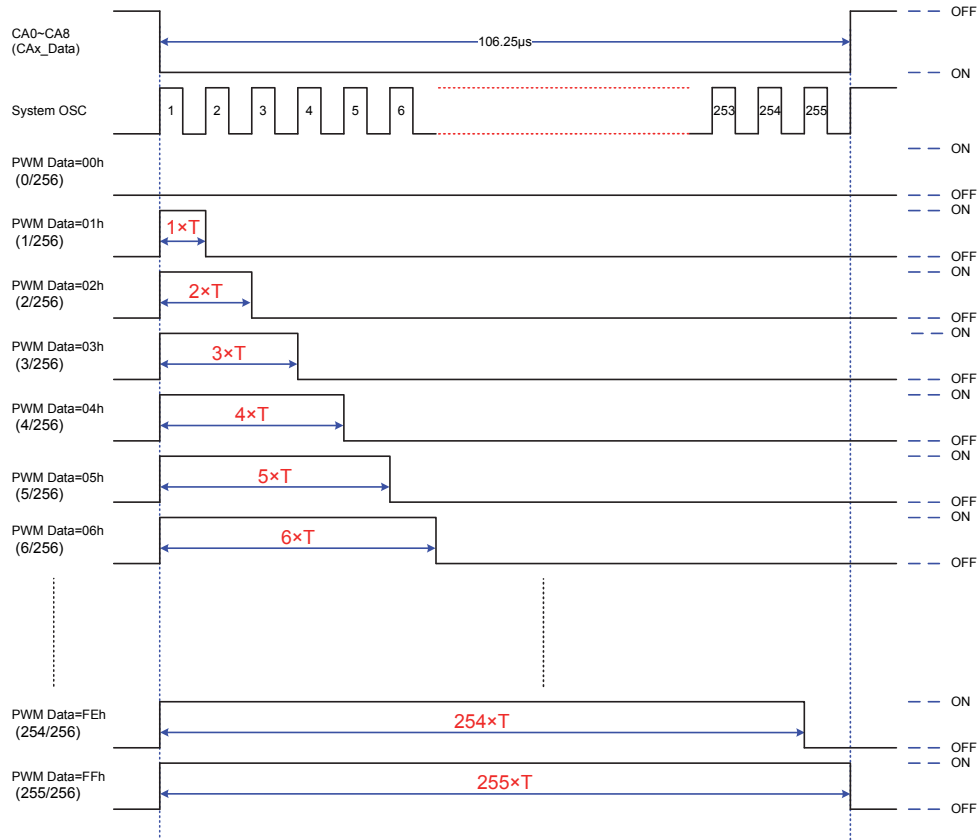 OFF
CA0~CA8
(CAx_Data)
106.25µs
ON
System OSC
1 2 3 4 5 6 253 254 255
ON
PWM Data=00h
(0/256)
OFF
ON
PWM Data=01h
(1/256)
1×T
OFF
ON
PWM Data=02h
(2/256)
2×T
OFF
ON
PWM Data=03h
(3/256)
3×T
OFF
ON
PWM Data=04h
(4/256)
4×T
OFF
ON
PWM Data=05h
(5/256)
5×T
OFF
ON
PWM Data=06h
(6/256)
6×T
OFF
ON
PWM Data=FEh
(254/256)
254×T
OFF
ON
PWM Data=FFh
(255/256)
255×T
OFF